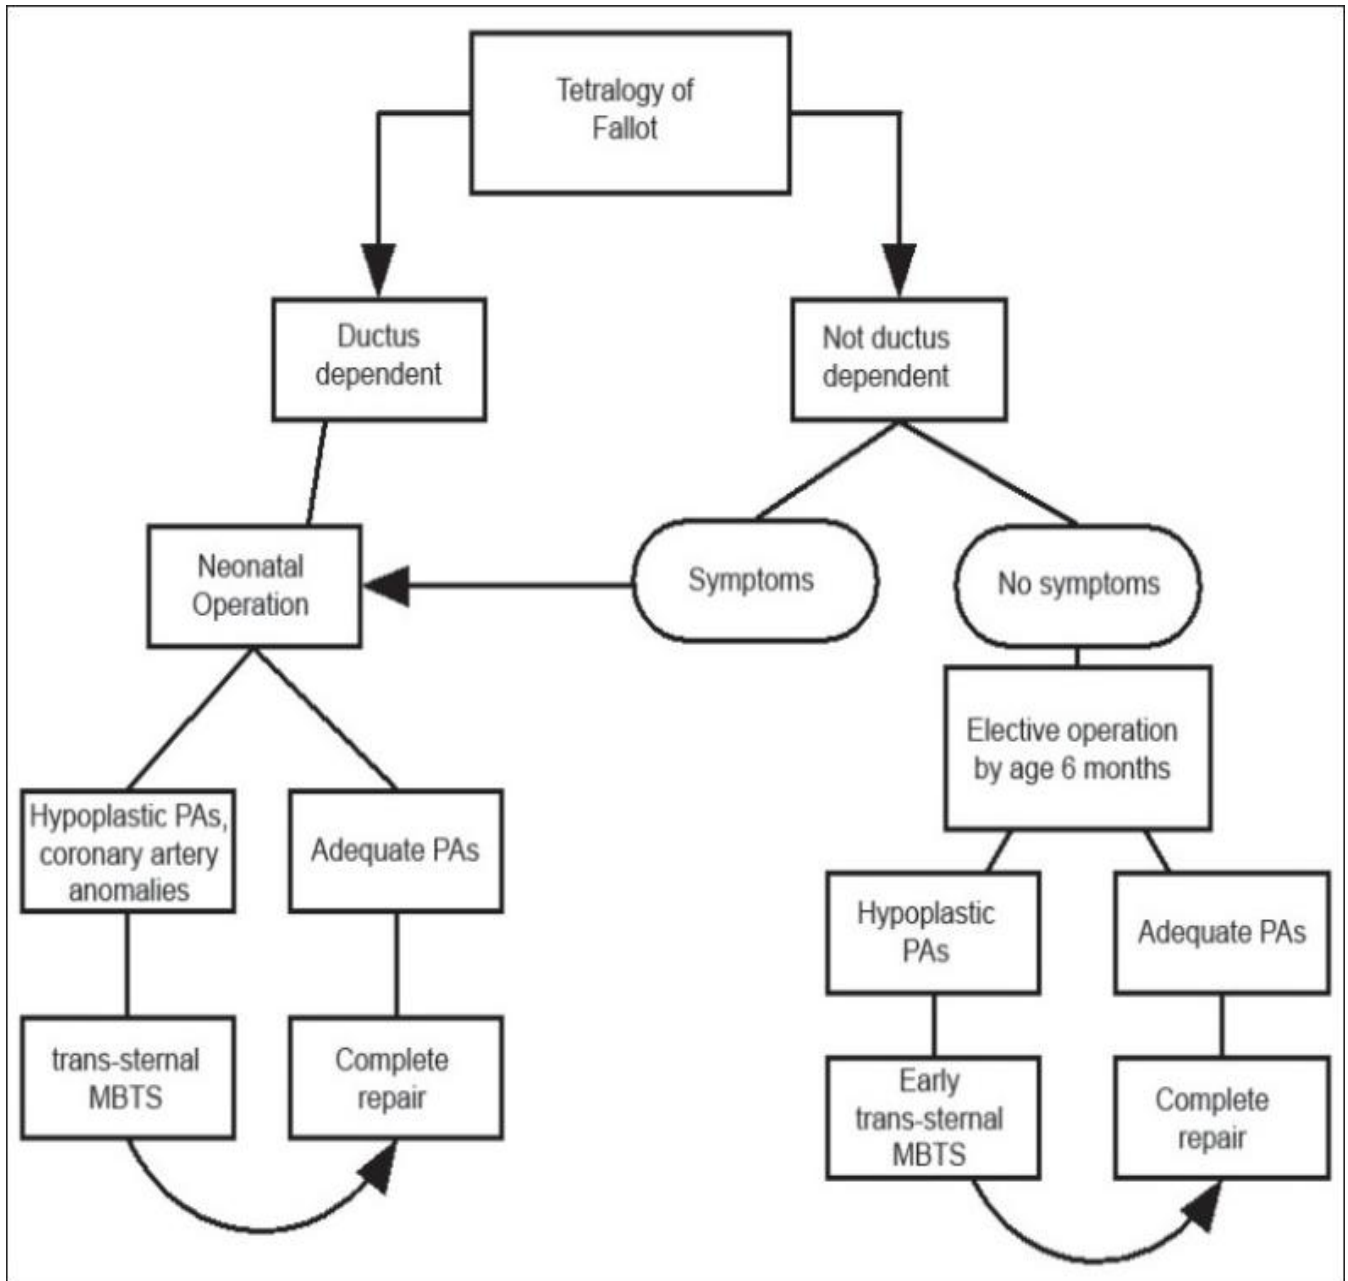 Tetralogy of
Fallot
Ductus
dependent
Not ductus
dependent
Neonatal
Operation
Symptoms
No symptoms
Elective operation
by age 6 months
Hypoplastic PAs,
coronary artery
anomalies
Adequate PAs
Hypoplastic
PAs
Adequate PAs
trans-sternal
MBTS
Complete
repair
Early
trans-sternal
MBTS
Complete
repair